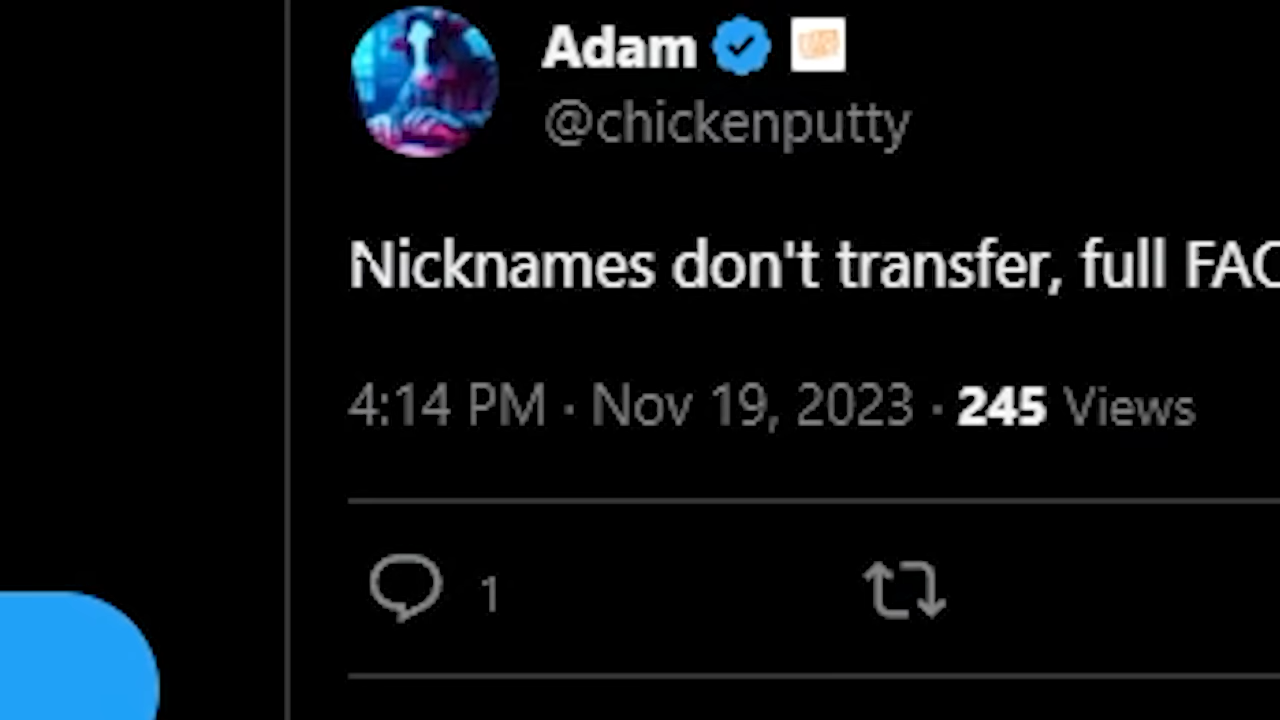 Adam
@chickenputty
Nicknames don't transfer, full
4:14 PM · Nov 19, 2023 · 245 Views
1